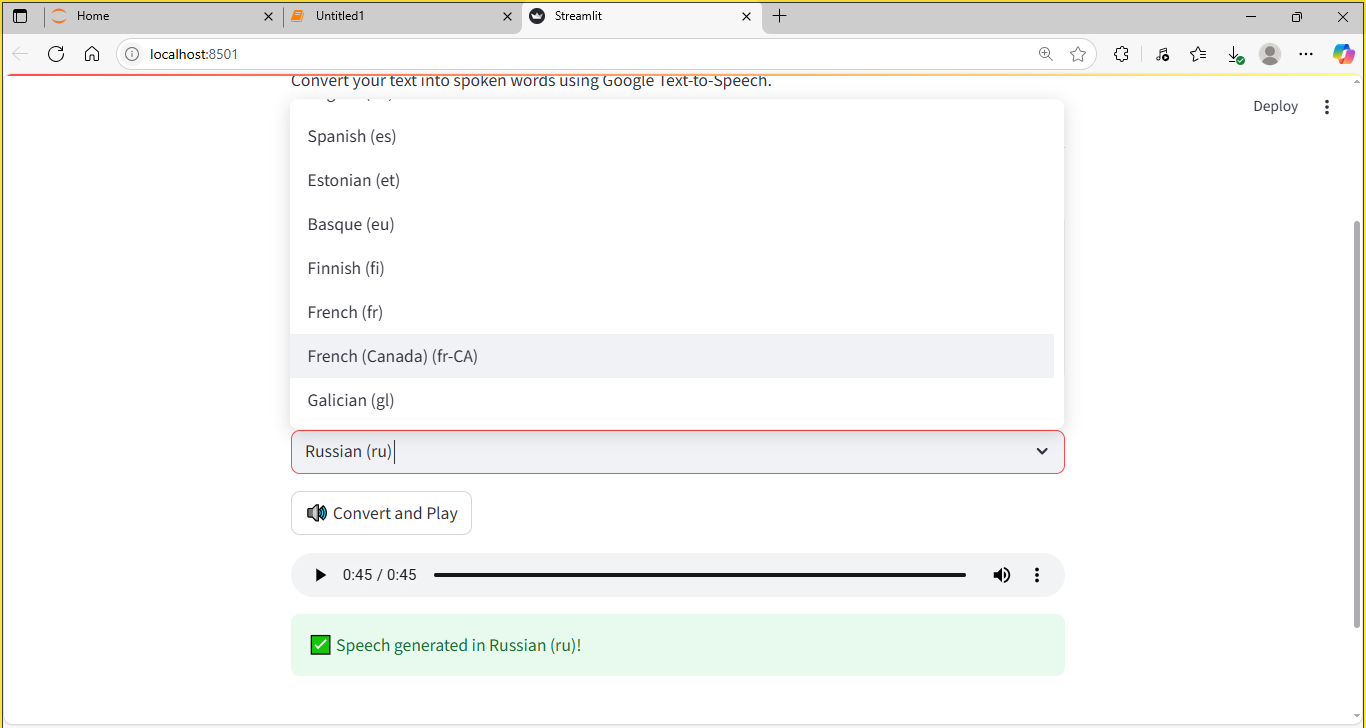 Home
Untitled1
Streamlit
localhost:8501
Convert your text into spoken words using Google Text-to-Speech.
Deploy
Spanish (es)
Estonian (et)
Basque (eu)
Finnish (fi)
French (fr)
French (Canada) (fr-CA)
Galician (gl)
Russian (ru)
Convert and Play
0:45 / 0:45
Speech generated in Russian (ru)!